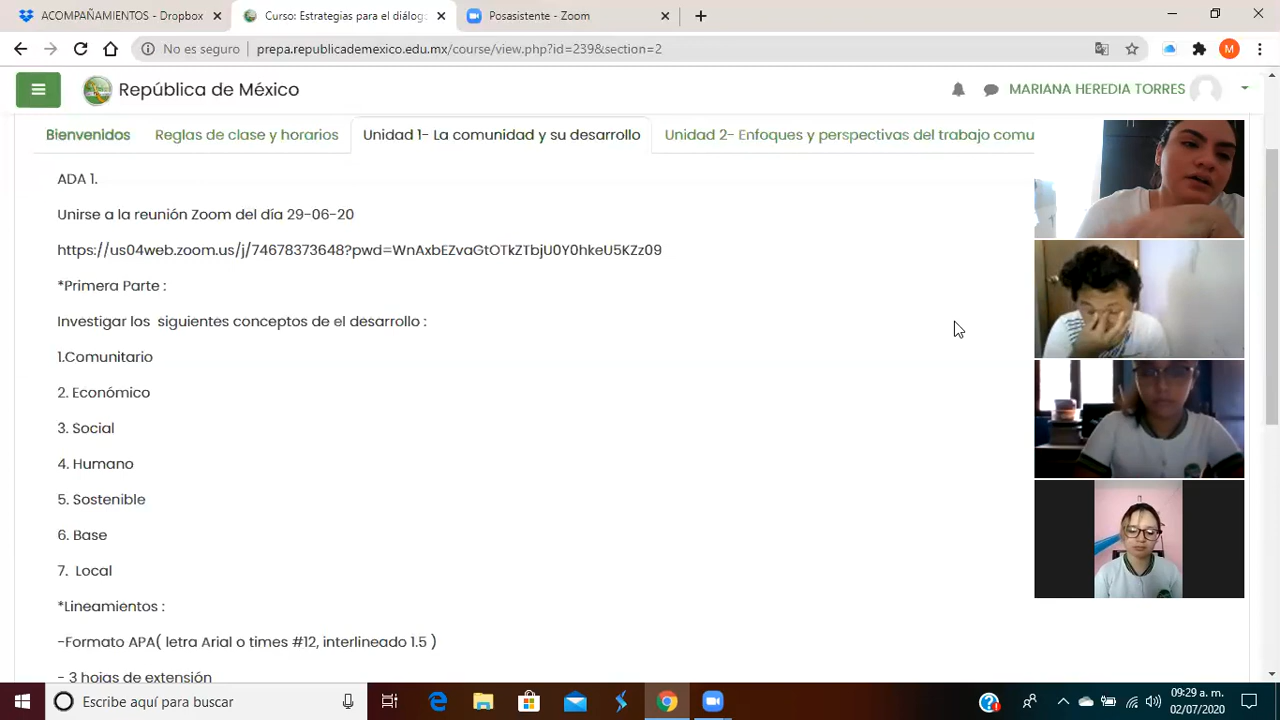 ACOMPAÑAMIENTOS - Dropbox
Curso: Estrategias para el diálog
Posasistente - Zoom
No es seguro
prepa.republicademexico.edu.mx/course/view.php?id=239&section=2
M
República de México
MARIANA HEREDIA TORRES
Bienvenidos
Reglas de clase y horarios
Unidad 1- La comunidad y su desarrollo
Unidad 2- Enfoques y perspectivas del trabajo comu
ADA 1.
Unirse a la reunión Zoom del día 29-06-20
https://us04web.zoom.us/j/74678373648?pwd=WnAxbEZvaGtOTkZTbjU0Y0hkeU5KZz09
*Primera Parte :
Investigar los siguientes conceptos de el desarrollo :
1.Comunitario
2. Económico
3. Social
4. Humano
5. Sostenible
6. Base
7. Local
*Lineamientos :
-Formato APA( letra Arial o times #12, interlineado 1.5 )
- 3 hojas de extensión
Escribe aquí para buscar
09:29 a. m.
02/07/2020